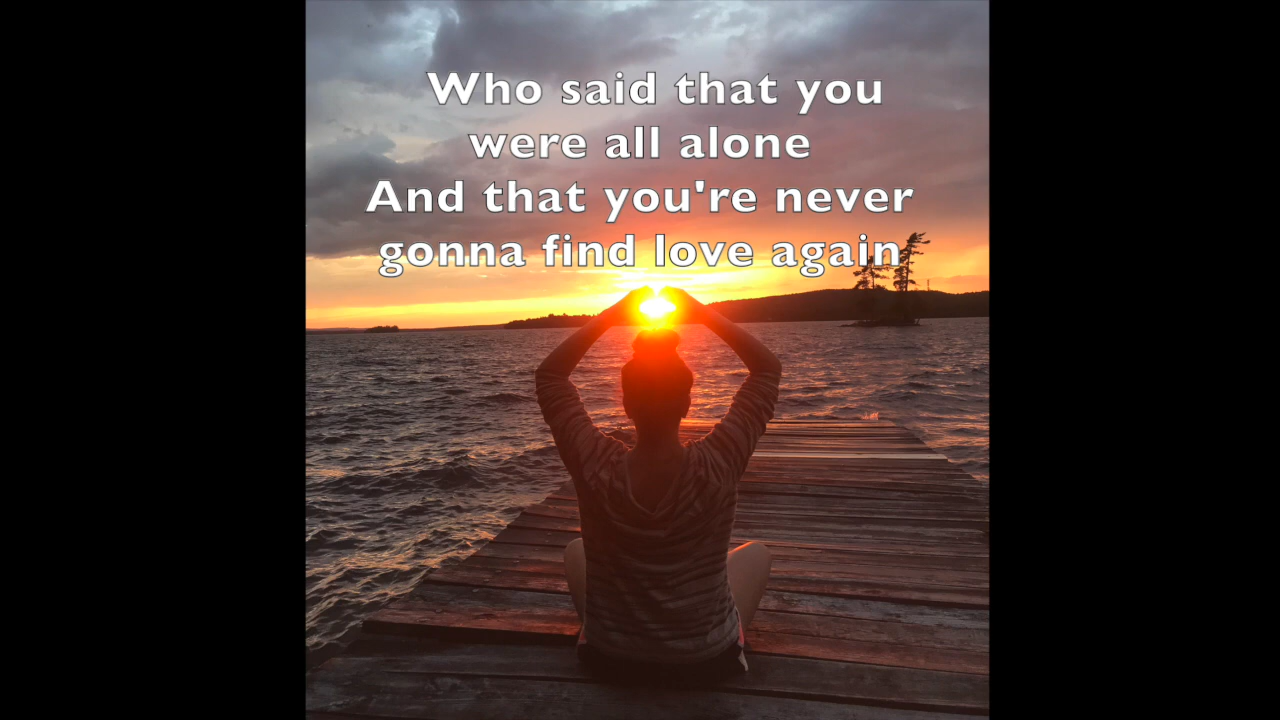 Who said that you
were all alone
And that you're never
gonna find love again